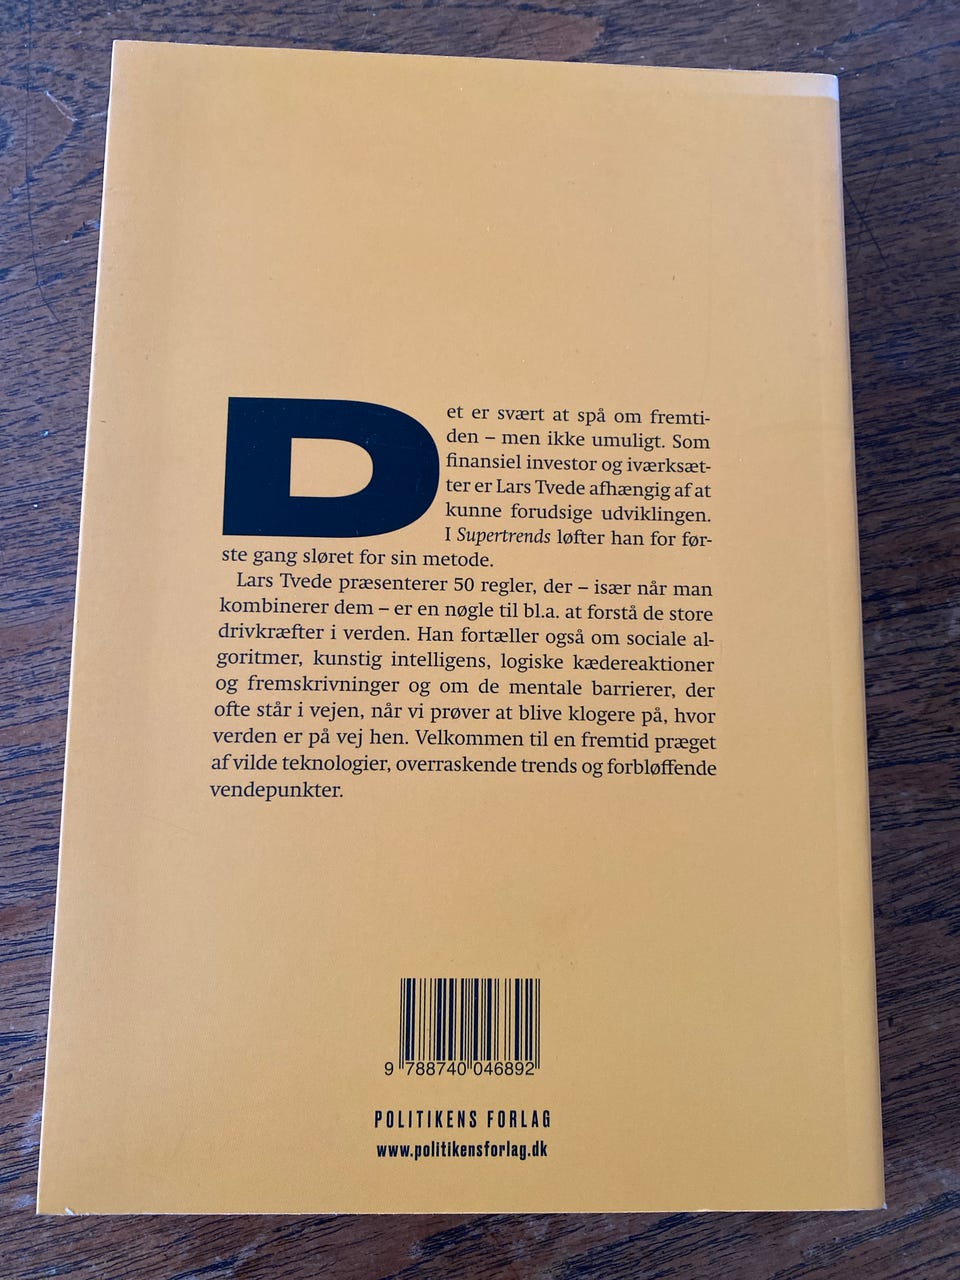 Det er svært at spå om fremti-
den – men ikke umuligt. Som
finansiel investor og iværksæt-
ter er Lars Tvede afhængig af at
kunne forudsige udviklingen.
I Supertrends løfter han for før-
ste gang sløret for sin metode.
Lars Tvede præsenterer 50 regler, der – især når man
kombinerer dem – er en nøgle til bl.a. at forstå de store
drivkræfter i verden. Han fortæller også om sociale al-
goritmer, kunstig intelligens, logiske kædereaktioner
og fremskrivninger og om de mentale barrierer, der
ofte står i vejen, når vi prøver at blive klogere på, hvor
verden er på vej hen. Velkommen til en fremtid præget
af vilde teknologier, overraskende trends og forbløffende
vendepunkter.
9 788740 046892
POLITIKENS FORLAG
www.politikensforlag.dk